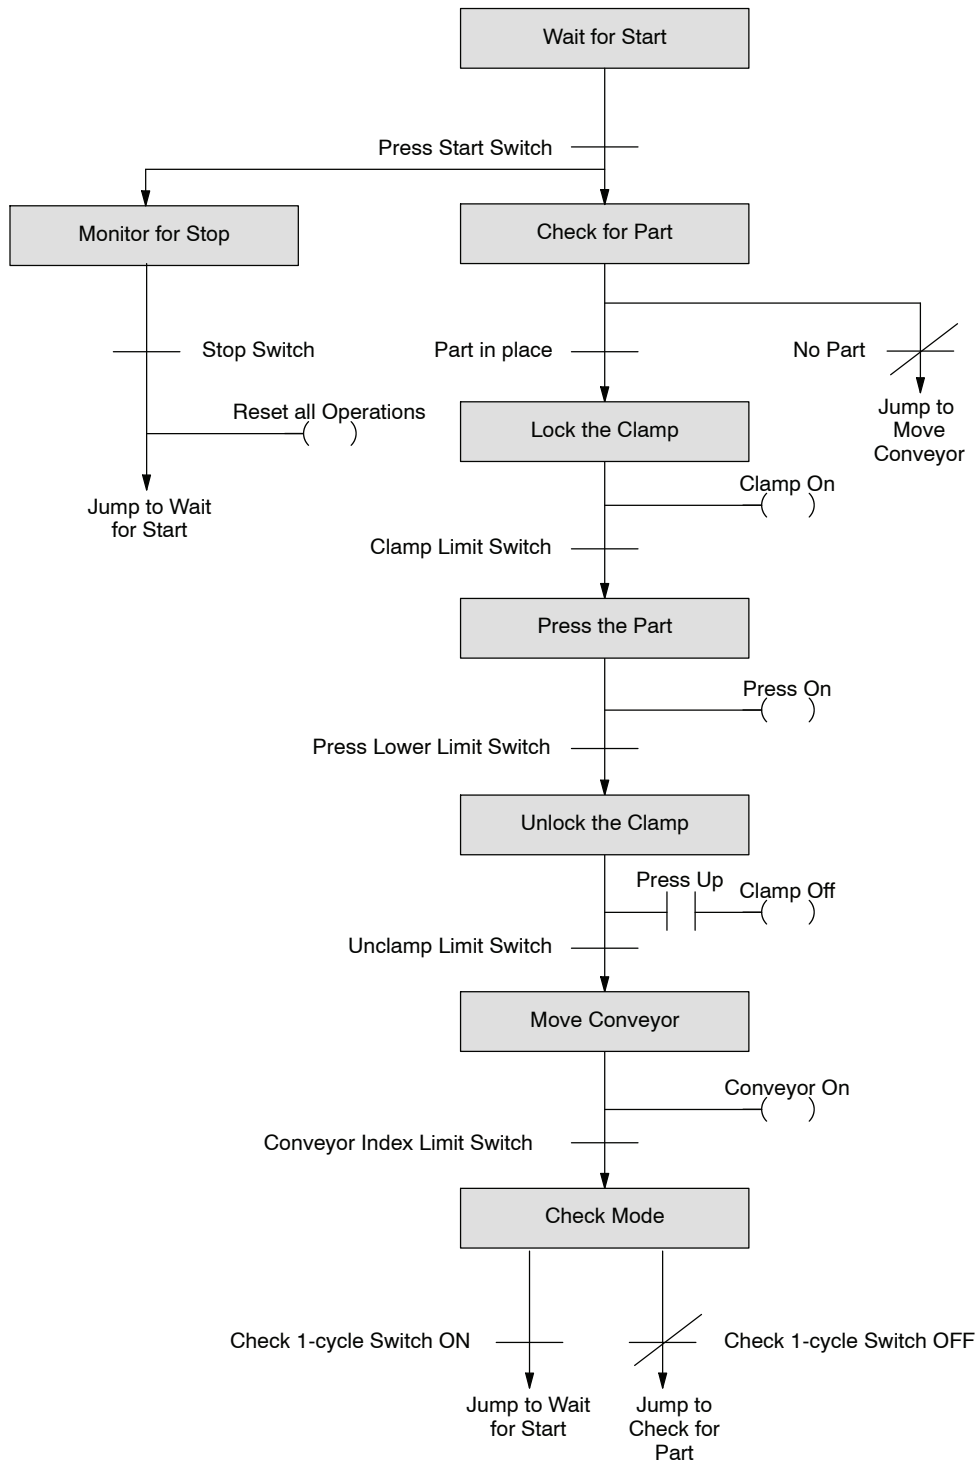 Wait for Start
Press Start Switch
Monitor for Stop
Check for Part
Stop Switch
Part in place
No Part
Reset all Operations
Jump to
Move
Conveyor
Lock the Clamp
Jump to Wait
for Start
Clamp On
Clamp Limit Switch
Press the Part
Press On
Press Lower Limit Switch
Unlock the Clamp
Press Up
Clamp Off
Unclamp Limit Switch
Move Conveyor
Conveyor On
Conveyor Index Limit Switch
Check Mode
Check 1-cycle Switch ON
Check 1-cycle Switch OFF
Jump to Wait
for Start
Jump to
Check for
Part